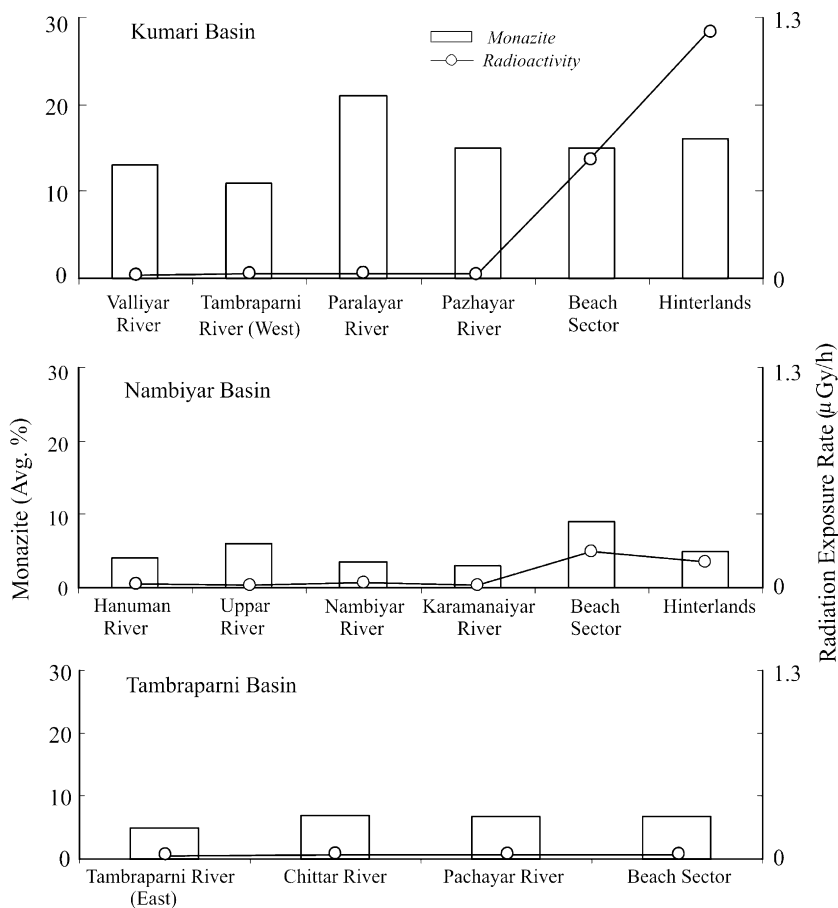 Kumari Basin
Monazite
Radioactivity
30
20
10
0
1.3
0
Valliyar
River
Tambraparni
River (West)
Paralayar
River
Pazhayar
River
Beach
Sector
Hinterlands
Nambiyar Basin
30
20
10
0
1.3
0
Hanuman
River
Uppar
River
Nambiyar
River
Karamanaiyar
River
Beach
Sector
Hinterlands
Monazite (Avg. %)
Radiation Exposure Rate (µ Gy/h)
Tambraparni Basin
30
20
10
0
1.3
0
Tambraparni River
(East)
Chittar River
Pachayar River
Beach Sector